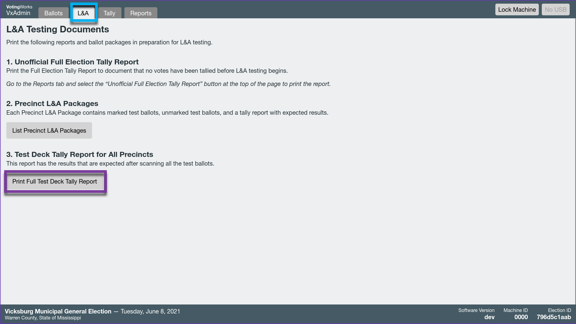 VotingWorks
VxAdmin
Ballots
L&A
Tally
Reports
Lock Machine
No USB
L&A Testing Documents
Print the following reports and ballot packages in preparation for L&A testing.
1. Unofficial Full Election Tally Report
Print the Full Election Tally Report to document that no votes have been tallied before L&A testing begins.
Go to the Reports tab and select the “Unofficial Full Election Tally Report” button at the top of the page to print the report.
2. Precinct L&A Packages
Each Precinct L&A Package contains marked test ballots, unmarked test ballots, and a tally report with expected results.
List Precinct L&A Packages
3. Test Deck Tally Report for All Precincts
This report has the results that are expected after scanning all the test ballots.
Print Full Test Deck Tally Report
Vicksburg Municipal General Election — Tuesday, June 8, 2021
Warren County, State of Mississippi
Software Version
dev
Machine ID
0000
Election ID
796d5c1aab